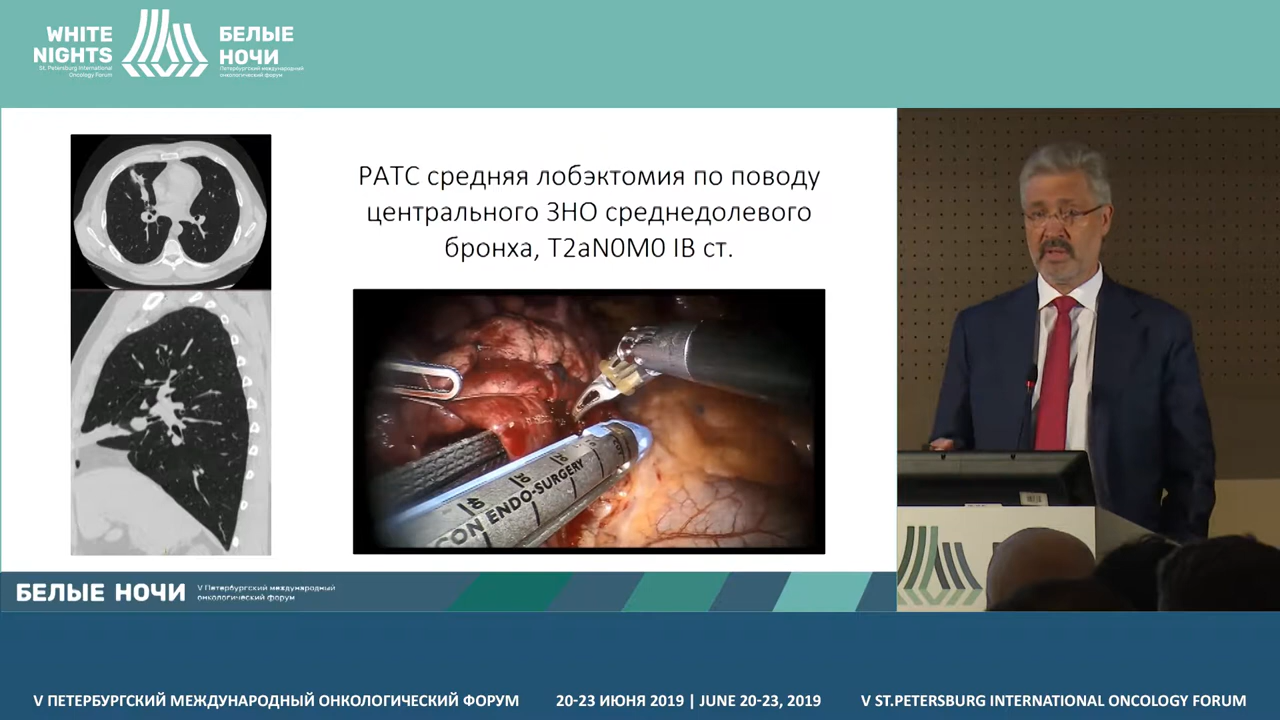 WHITE
NIGHTS
St. Petersburg International
Oncology Forum
БЕЛЫЕ
НОЧИ
Петербургский международный
онкологический форум
РАТС средняя лобэктомия по поводу
центрального ЗНО среднедолевого
бронха, T2aN0M0 IB ст.
CON ENDO-SURGERY
БЕЛЫЕ НОЧИ
V Петербургский международный
онкологический форум
V ПЕТЕРБУРГСКИЙ МЕЖДУНАРОДНЫЙ ОНКОЛОГИЧЕСКИЙ ФОРУМ
20-23 ИЮНЯ 2019 | JUNE 20-23, 2019
V ST.PETERSBURG INTERNATIONAL ONCOLOGY FORUM